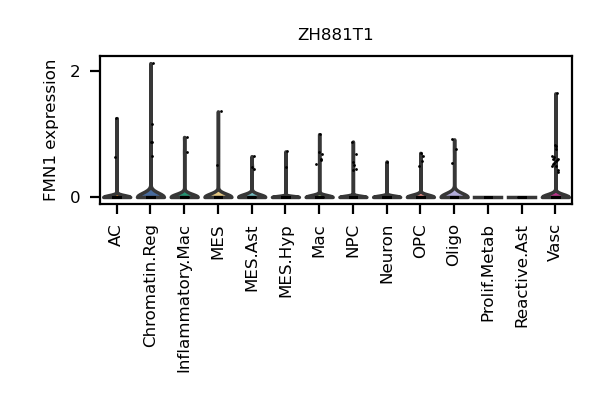 ZH881T1
FMN1 expression
2
0
AC
Chromatin.Reg
Inflammatory.Mac
MES
MES.Ast
MES.Hyp
Mac
NPC
Neuron
OPC
Oligo
Prolif.Metab
Reactive.Ast
Vasc